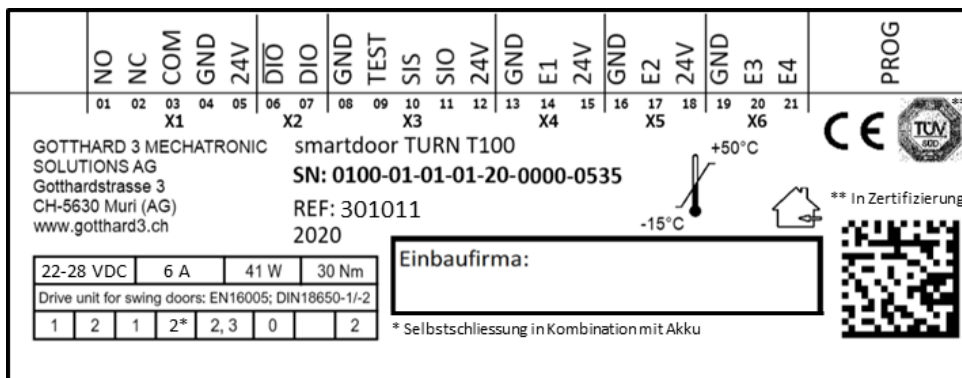 NO NC COM GND 24V D̅I̅O̅ DIO GND TEST SIS SIO 24V GND E1 24V GND E2 24V GND E3 E4 PROG
01 02 03 04 05 06 07 08 09 10 11 12 13 14 15 16 17 18 19 20 21
X1 X2 X3 X4 X5 X6
CE TÜV SÜD **
GOTTHARD 3 MECHATRONIC
SOLUTIONS AG
Gotthardstrasse 3
CH-5630 Muri (AG)
www.gotthard3.ch
smartdoor TURN T100
SN: 0100-01-01-01-20-0000-0535
REF: 301011
2020
+50°C
-15°C
** In Zertifizierung
22-28 VDC 6 A 41 W 30 Nm
Drive unit for swing doors: EN16005; DIN18650-1/-2
1 2 1 2* 2, 3 0 2
Einbaufirma:
* Selbstschliessung in Kombination mit Akku